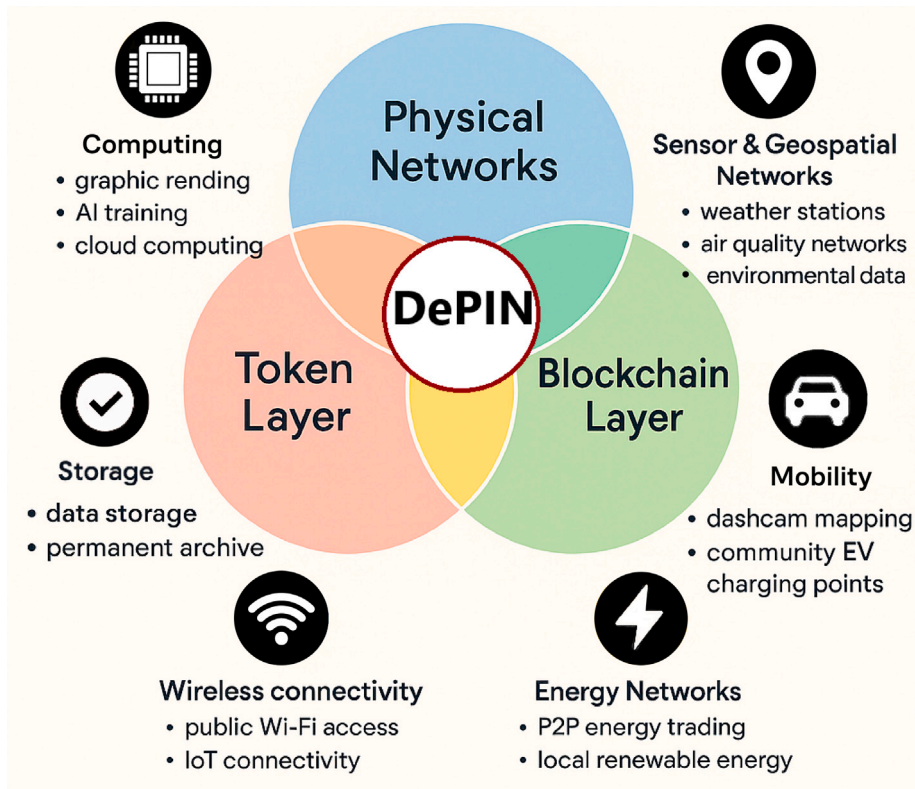 Physical
Networks
DePIN
Token
Layer
Blockchain
Layer
Computing
• graphic rending
• AI training
• cloud computing
Sensor & Geospatial
Networks
• weather stations
• air quality networks
• environmental data
Storage
• data storage
• permanent archive
Mobility
• dashcam mapping
• community EV
charging points
Wireless connectivity
• public Wi-Fi access
• IoT connectivity
Energy Networks
• P2P energy trading
• local renewable energy